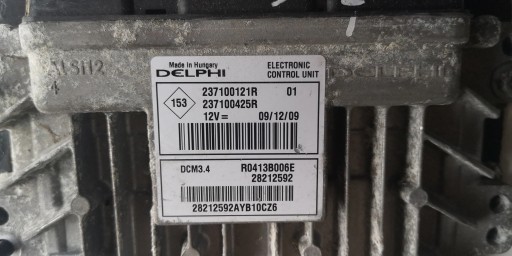 Made in Hungary
DELPHI
ELECTRONIC
CONTROL UNIT
153
237100121R 01
237100425R
12V= 09/12/09
DCM3.4 R0413B006E
28212592
28212592AYB10CZ6